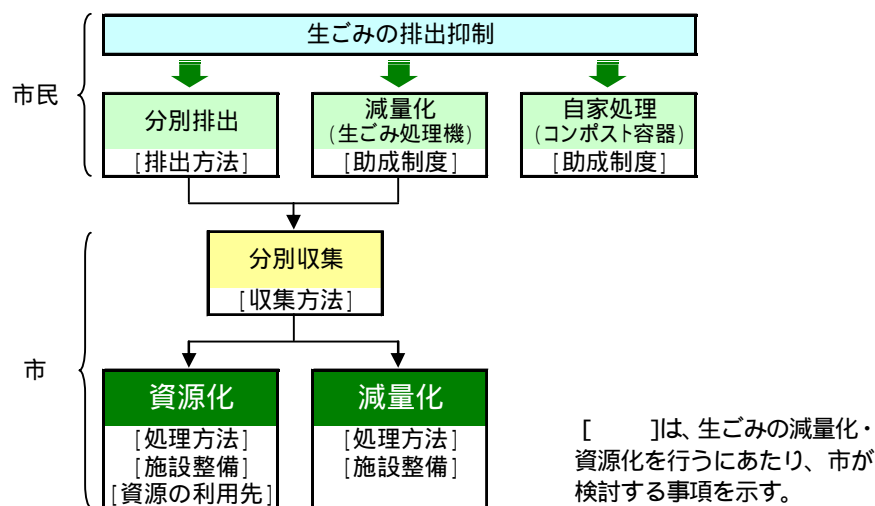 生ごみの排出抑制
市民
分別排出
[排出方法]
減量化
(生ごみ処理機)
[助成制度]
自家処理
(コンポスト容器)
[助成制度]
市
分別収集
[収集方法]
資源化
[処理方法]
[施設整備]
[資源の利用先]
減量化
[処理方法]
[施設整備]
[　　]は、生ごみの減量化・
資源化を行うにあたり、市が
検討する事項を示す。